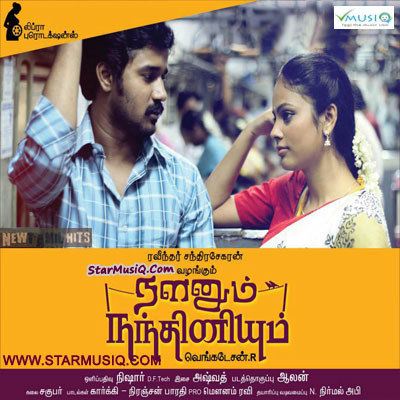 லிப்ரா
புரொடக்ஷன்ஸ்
VMUSIQ
NEW TAMIL HITS
ரவீந்தர் சந்திரசேகரன்
StarMusiQ.Com வழங்கும்
நளனும்
நந்தினியும்
வெங்கடேசன்.R
WWW.STARMUSIQ.COM
ஒளிப்பதிவு நிஷார் D.F.Tech இசை அஷ்வத் படத்தொகுப்பு ஆலன்
கலை சகுபர் பாடல்கள் கார்க்கி - நிரஞ்சன் பாரதி PRO மௌனம் ரவி தயாரிப்பு வடிவமைப்பு N. நிர்மல் அபி